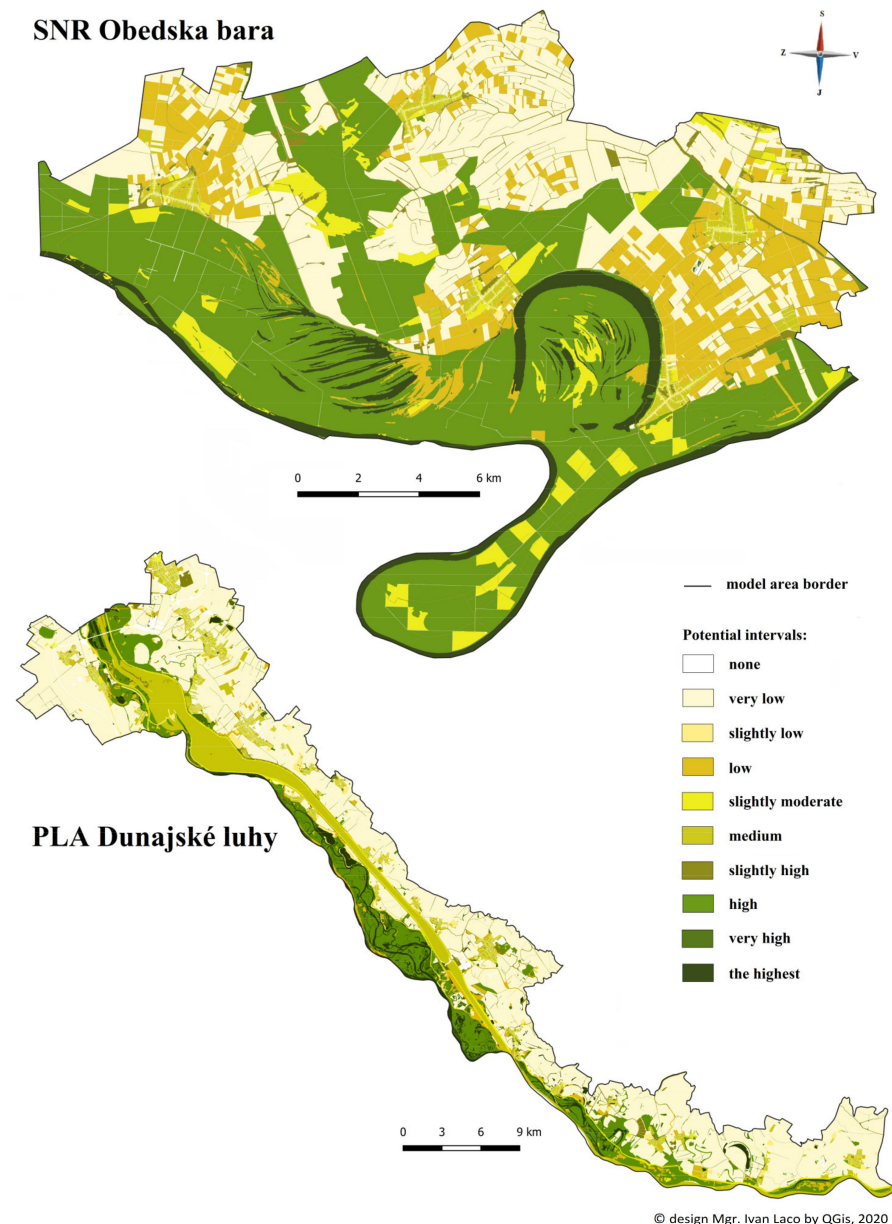 SNR Obedska bara
S
Z V
J
0 2 4 6 km
model area border
Potential intervals:
none
very low
slightly low
low
slightly moderate
medium
slightly high
high
very high
the highest
PLA Dunajské luhy
0 3 6 9 km
© design Mgr. Ivan Laco by QGis, 2020